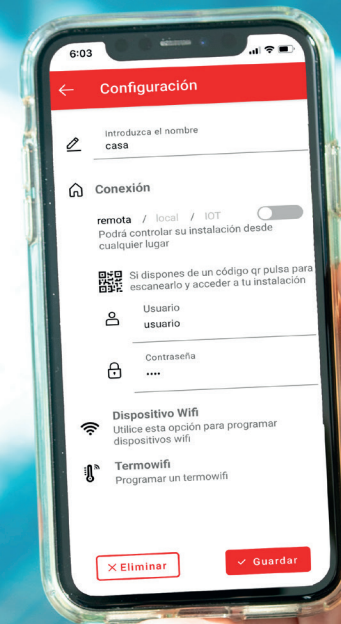 6:03
Configuración
Introduzca el nombre
casa
Conexión
remota / local / IOT
Podrá controlar su instalación desde
cualquier lugar
Si dispones de un código qr pulsa para
escanearlo y acceder a tu instalación
Usuario
usuario
Contraseña
••••
Dispositivo Wifi
Utilice esta opción para programar
dispositivos wifi
Termowifi
Programar un termowifi
Eliminar
Guardar